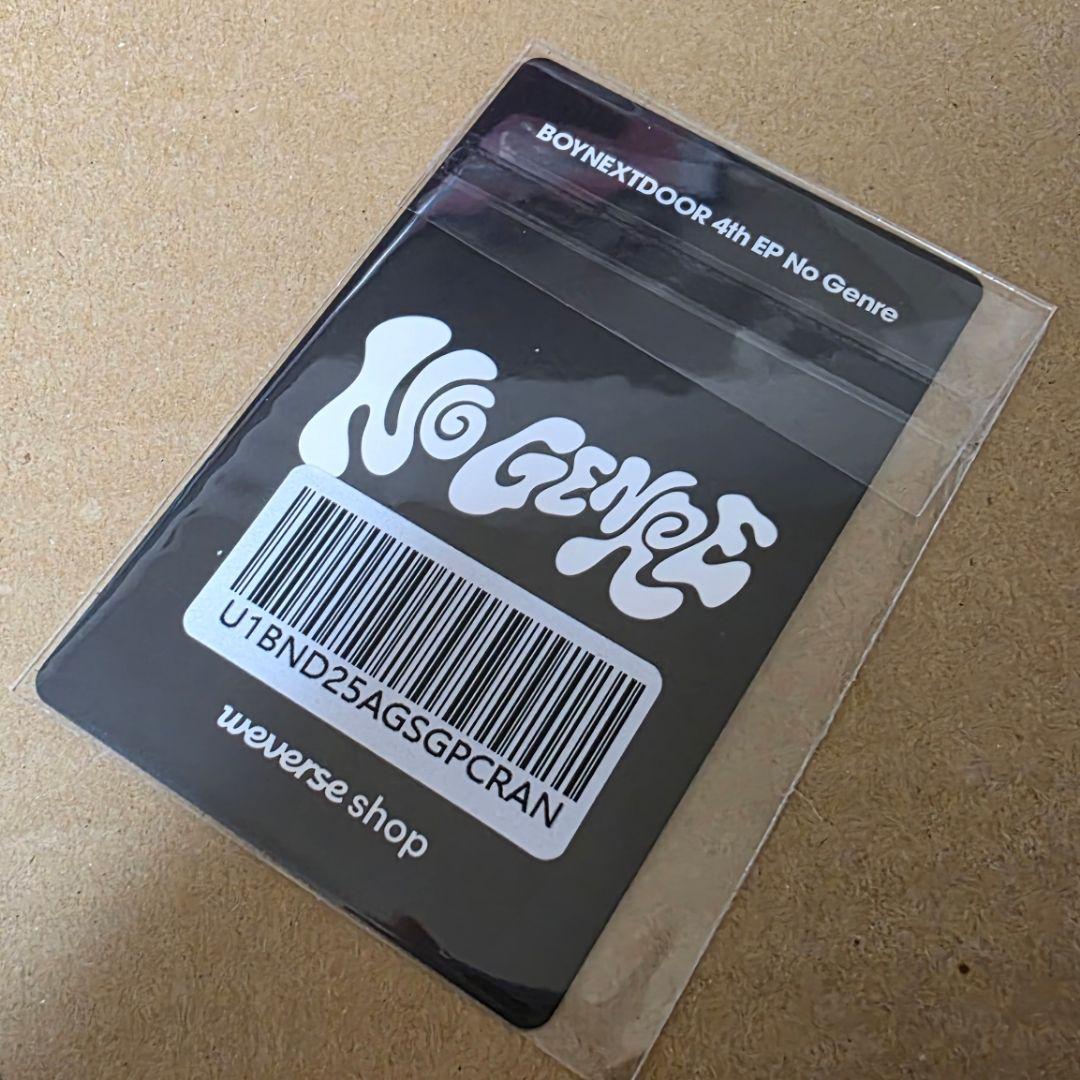 BOYNEXTDOOR 4th EP No Genre
NO GENRE
U1BND25AGSGPCRAN
weverse shop